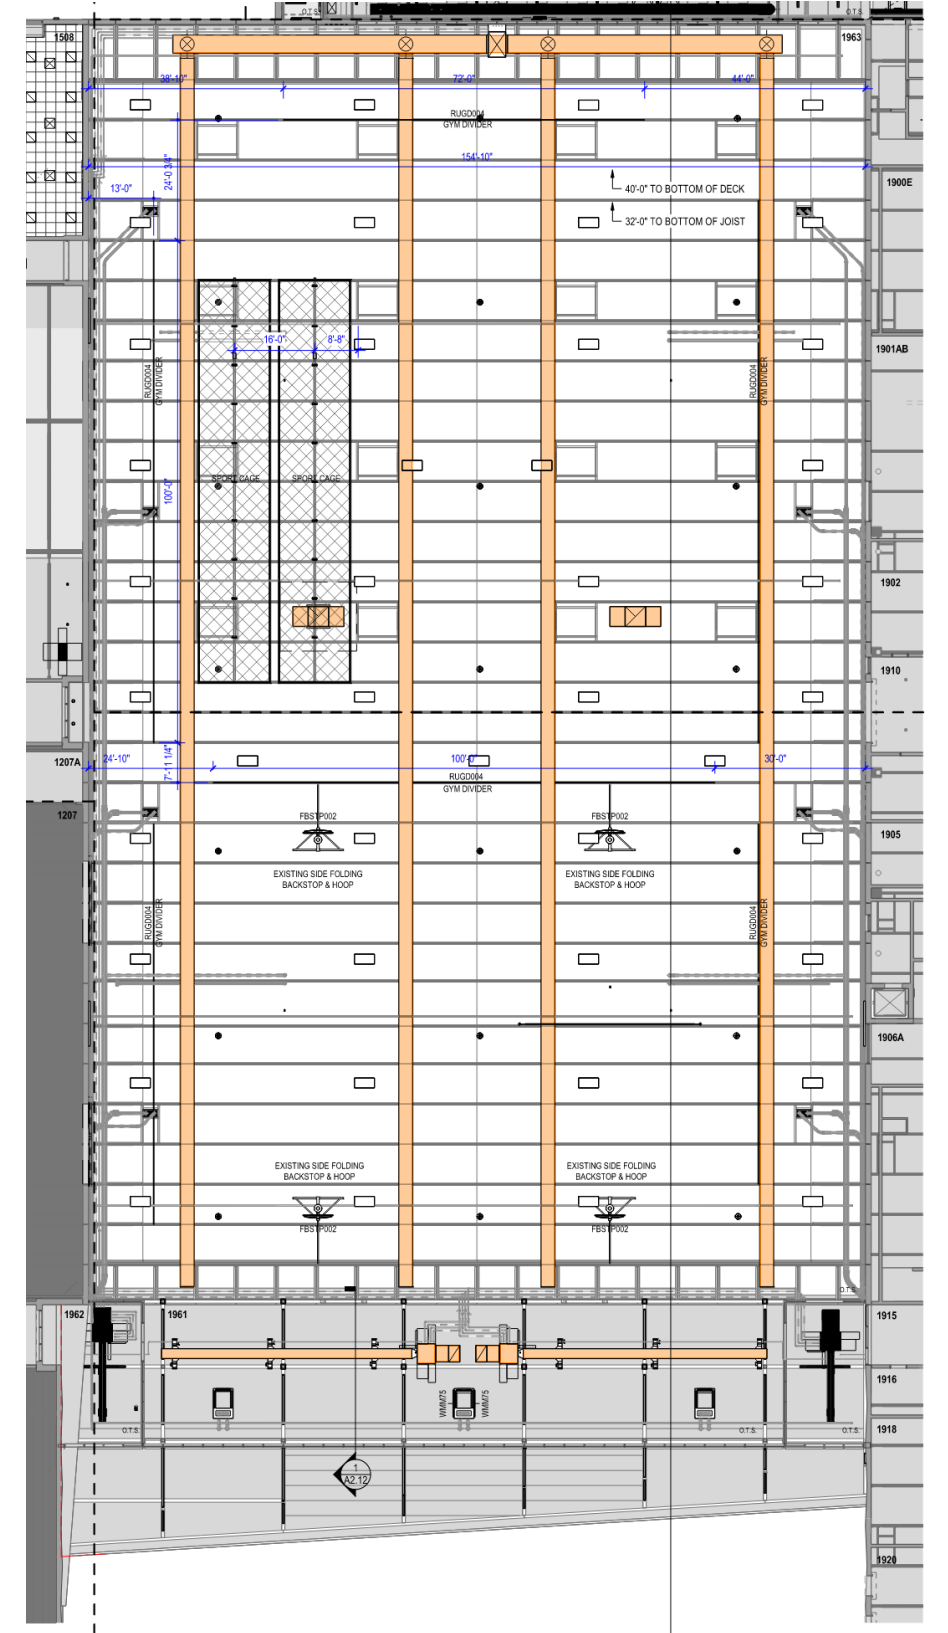 O.T.S.
O.T.S.
1508
1963
38'-10"
72'-0"
44'-0"
RUGD004
GYM DIVIDER
154'-10"
24'-0 3/4"
13'-0"
40'-0" TO BOTTOM OF DECK
32'-0" TO BOTTOM OF JOIST
1900E
16'-0"
8'-8"
1901AB
RUGD004
GYM DIVIDER
RUGD004
GYM DIVIDER
SPORT CAGE
SPORT CAGE
100'-0"
1902
1910
1207A
24'-10"
7'-11 1/4"
100'-0"
30'-0"
RUGD004
GYM DIVIDER
1207
FBSTP002
FBSTP002
1905
EXISTING SIDE FOLDING
BACKSTOP & HOOP
EXISTING SIDE FOLDING
BACKSTOP & HOOP
RUGD004
GYM DIVIDER
RUGD004
GYM DIVIDER
1906A
EXISTING SIDE FOLDING
BACKSTOP & HOOP
EXISTING SIDE FOLDING
BACKSTOP & HOOP
FBSTP002
FBSTP002
O.T.S.
1962
1961
1915
1916
WMM75
WMM75
O.T.S.
O.T.S.
O.T.S.
1918
1
A2.12
1920